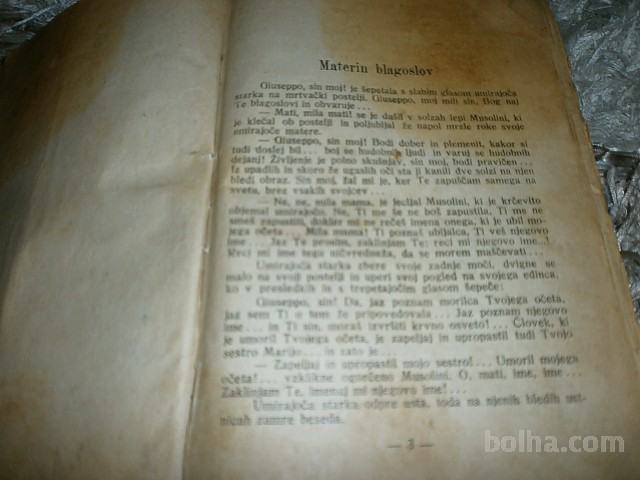 Materin blagoslov
Giuseppo, sin moj! je šepetala s slabim glasom umirajoča
starka na mrtvački postelji. Giuseppo, moj mili sin, Bog naj
Te blagoslovi in obvaruje...
— Mati, mila mati! se je dušil v solzah lepi Musolini, ki
je klečal ob postelji in poljubljal že napol mrzle roke svoje
umirajoče matere.
— Giuseppo, sin moj! Bodi dober in plemenit, kakor si
tudi doslej bil... boj se hudobnih ljudi in varuj se hudobnih
dejanj! Življenje je polno skušnjav, sin moj, bodi pravičen...
Iz upadlih in skoro že ugaslih oči sta ji kanili dve solzi na njen
bledi obraz. Sin moj, žal mi je, ker Te zapuščam samega na
svetu, brez vsakih svojcev...
— Ne, ne, mila mama, je jecljal Musolini, ki je krčevito
objemal umirajočo. Ne, Ti me še ne boš zapustila, Ti me ne
smeš zapustiti, dokler mi ne rečeš imena onega, ki je ubil mo-
jega očeta... Mila mama! Ti poznaš ubijalca, Ti veš njegovo
ime... Jaz Te prosim, zaklinjam Te: reci mi njegovo ime...!
Reci mi ime tega ničvredneža, da se morem maščevati...
Umirajoča starka zbere svoje zadnje moči, dvigne se
malo na svoji postelji in upri svoj pogled na svojega edinca,
ko v presledkih in s trepetajočim glasom šepeče:
Giuseppo, sin! Da, jaz poznam morilca Tvojega očeta,
jaz sem Ti o tem že pripovedovala... Jaz poznam njegovo
ime... in Ti sin, moraš izvršiti krvno osveto!... Človek, ki
je umoril Tvojega očeta, je zapeljal in upropastil tudi Tvojo
sestro Marijo... in zato je...
— Zapeljal in upropastil mojo sestro!... Umoril mojega
očeta!... vzklikne ogorčeno Musolini. O, mati, ime, ime...
Zaklinjam Te, imenuj mi njegovo ime!...
Umirajoča starka odpre usta, toda na njenih bledih ust-
nicah zamre beseda.
— 3 —
bolha.com